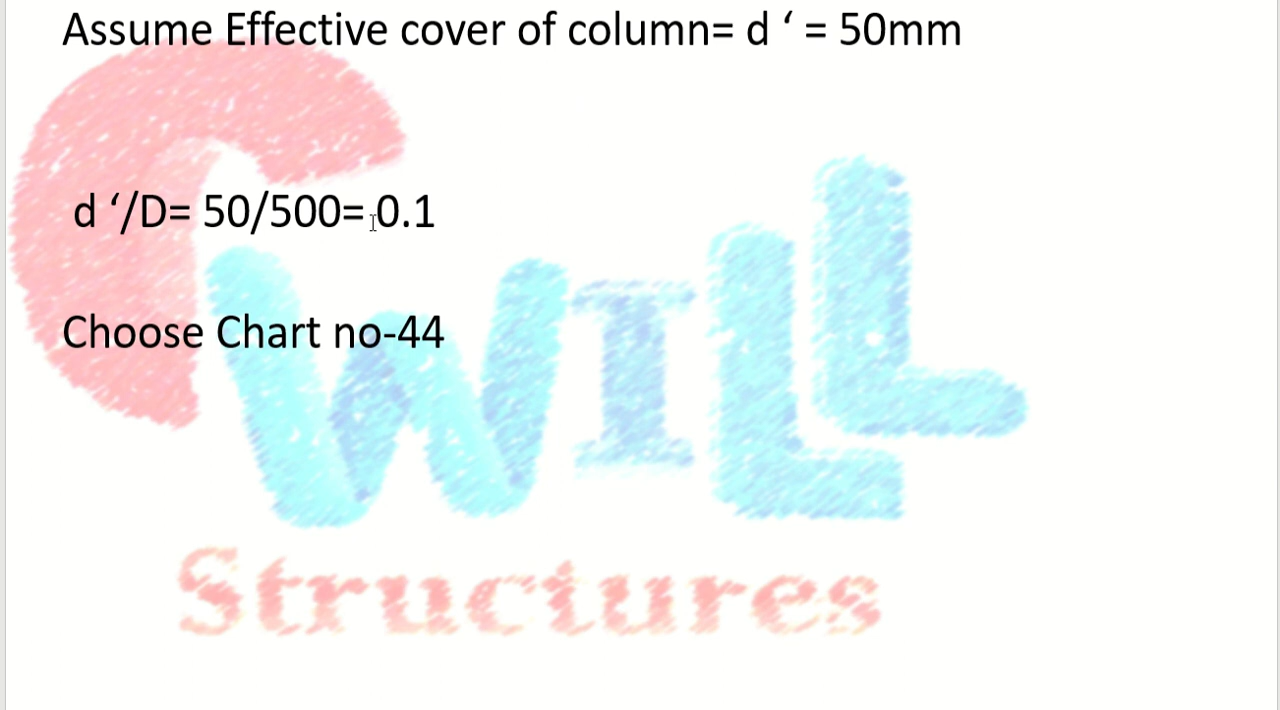 Assume Effective cover of column= d ‘ = 50mm
d ‘/D= 50/500= 0.1
Choose Chart no-44
C WILL
Structures